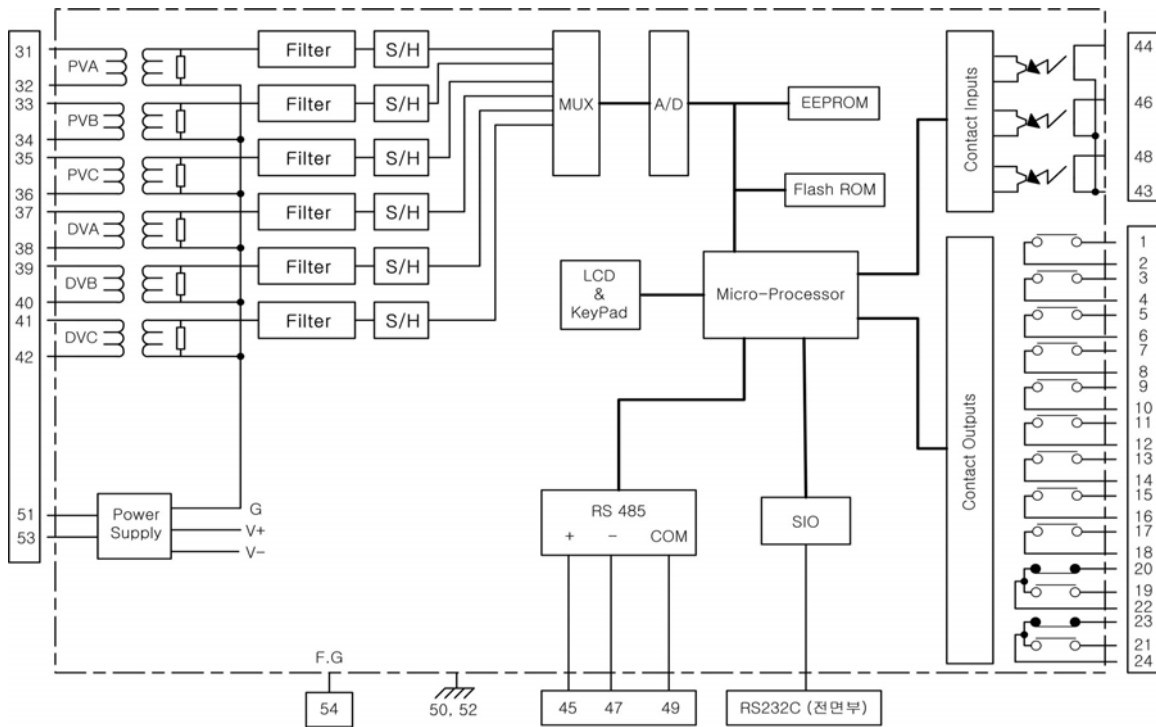 31
PVA
32
33
PVB
34
35
PVC
36
37
DVA
38
39
DVB
40
41
DVC
42
Filter S/H
Filter S/H
Filter S/H
Filter S/H
Filter S/H
Filter S/H
MUX
A/D
EEPROM
Flash ROM
LCD
&
KeyPad
Micro-Processor
Contact Inputs
44
46
48
43
Contact Outputs
1
2
3
4
5
6
7
8
9
10
11
12
13
14
15
16
17
18
20
19
22
23
21
24
51
53
Power
Supply
G
V+
V-
RS 485
+ - COM
SIO
F.G
54
50, 52
45 47 49
RS232C (전면부)